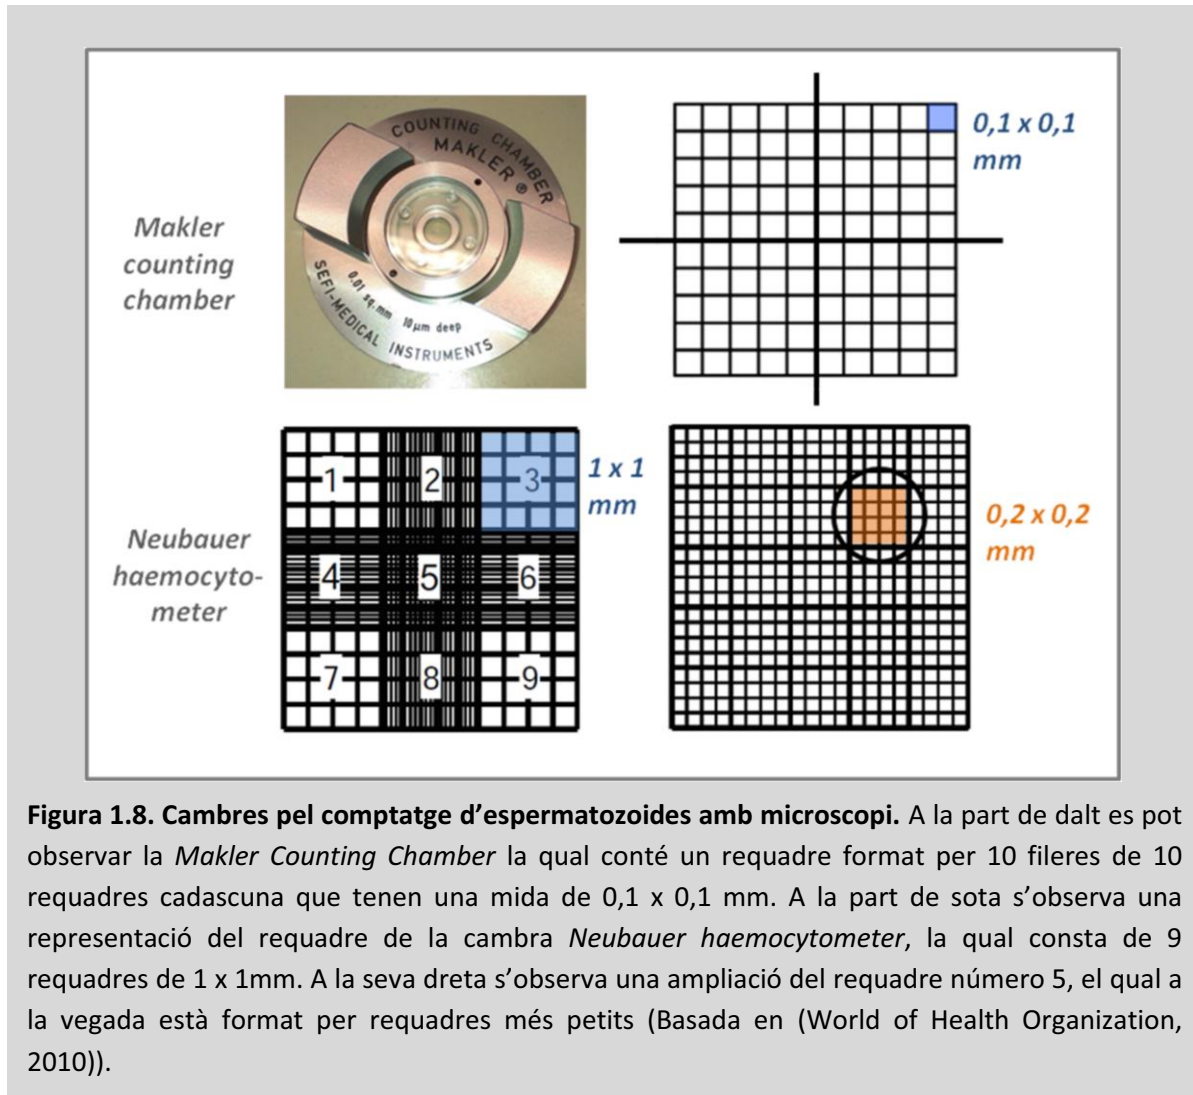 Makler
counting
chamber
COUNTING CHAMBER
MAKLER ®
0.01 sq.mm 10µm deep
SEFI-MEDICAL INSTRUMENTS
0,1 x 0,1
mm
Neubauer
haemocyto-
meter
1 2 3
4 5 6
7 8 9
1 x 1
mm
0,2 x 0,2
mm
Figura 1.8. Cambres pel comptatge d’espermatozoides amb microscopi. A la part de dalt es pot
observar la Makler Counting Chamber la qual conté un requadre format per 10 fileres de 10
requadres cadascuna que tenen una mida de 0,1 x 0,1 mm. A la part de sota s’observa una
representació del requadre de la cambra Neubauer haemocytometer, la qual consta de 9
requadres de 1 x 1mm. A la seva dreta s’observa una ampliació del requadre número 5, el qual a
la vegada està format per requadres més petits (Basada en (World of Health Organization,
2010)).